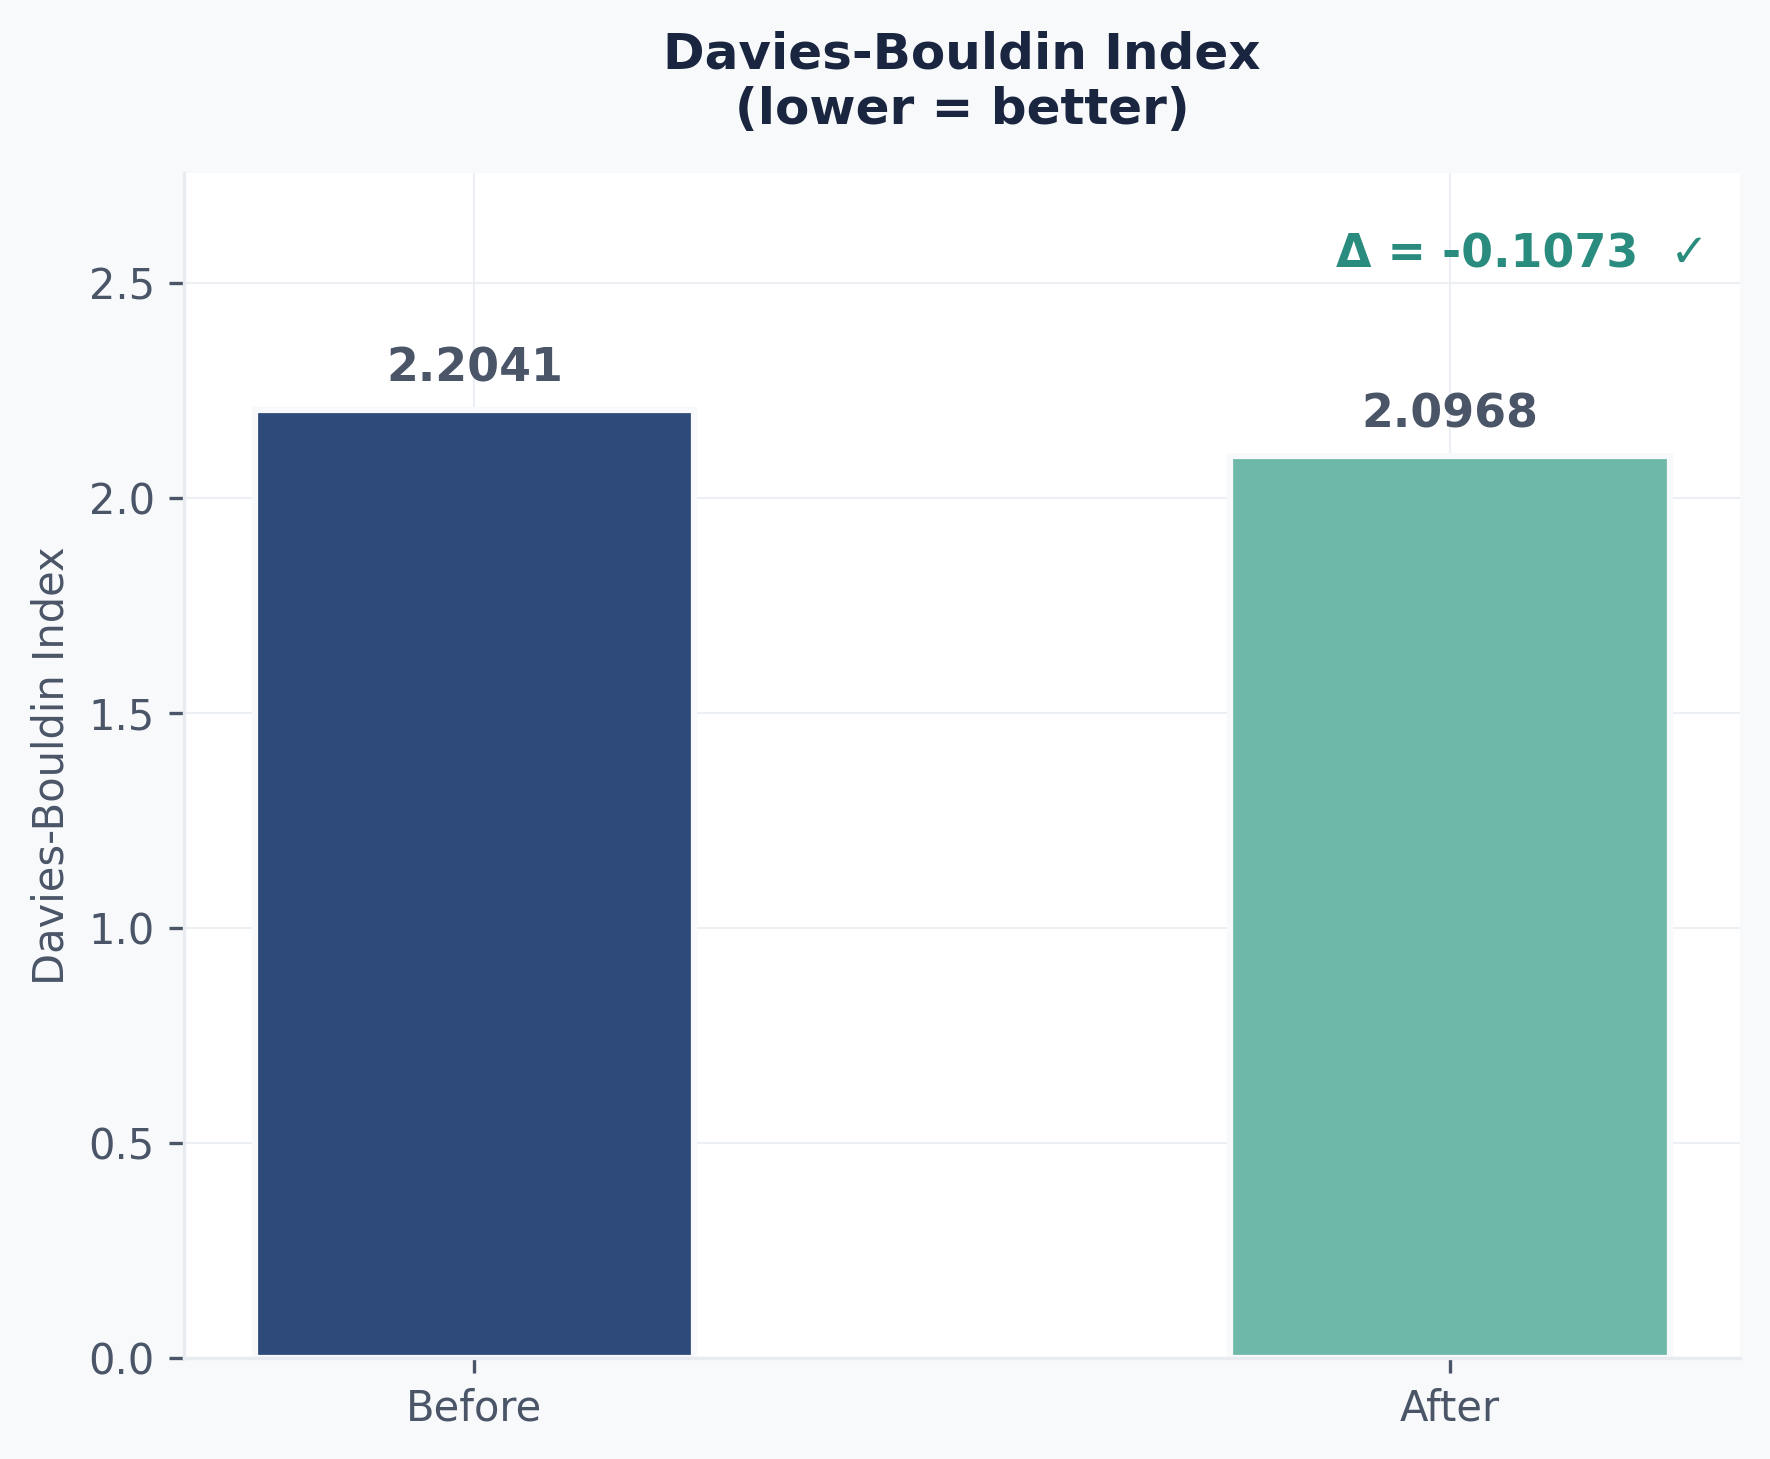 Davies-Bouldin Index
(lower = better)
Δ = -0.1073 ✓
2.5
2.2041
2.0968
2.0
1.5
1.0
0.5
0.0
Davies-Bouldin Index
Before
After